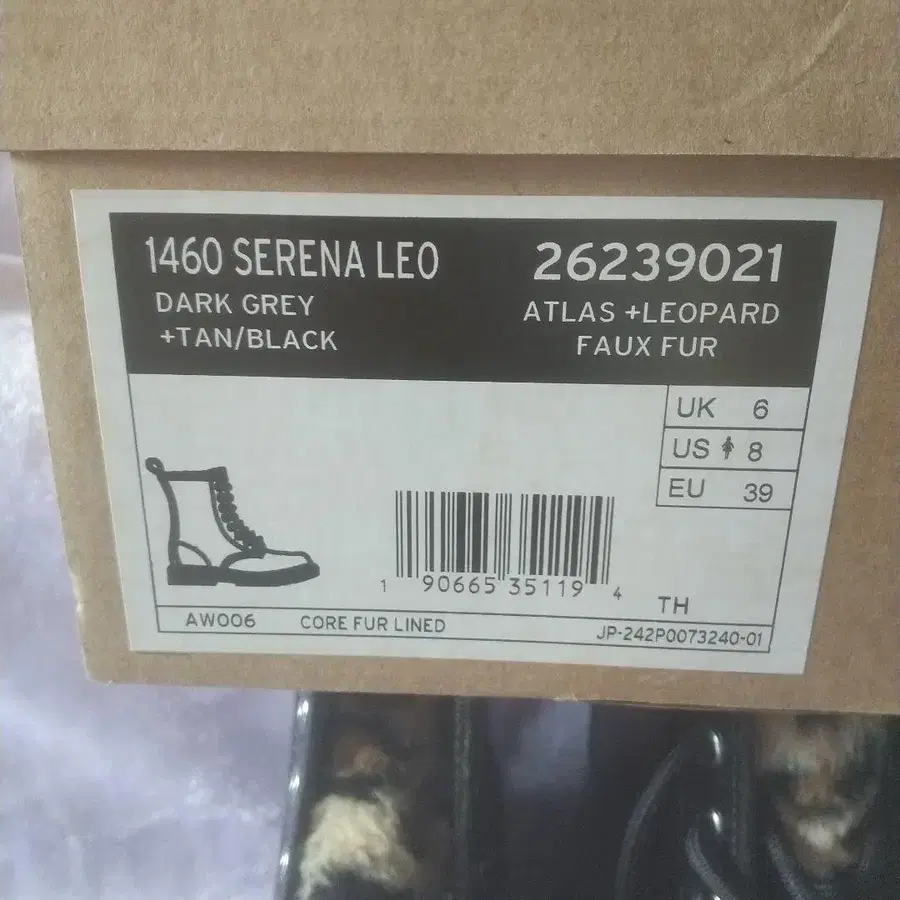 1460 SERENA LEO
DARK GREY
+TAN/BLACK
26239021
ATLAS +LEOPARD
FAUX FUR
UK 6
US 8
EU 39
1 90665 35119 4
TH
AW006 CORE FUR LINED JP-242P0073240-01